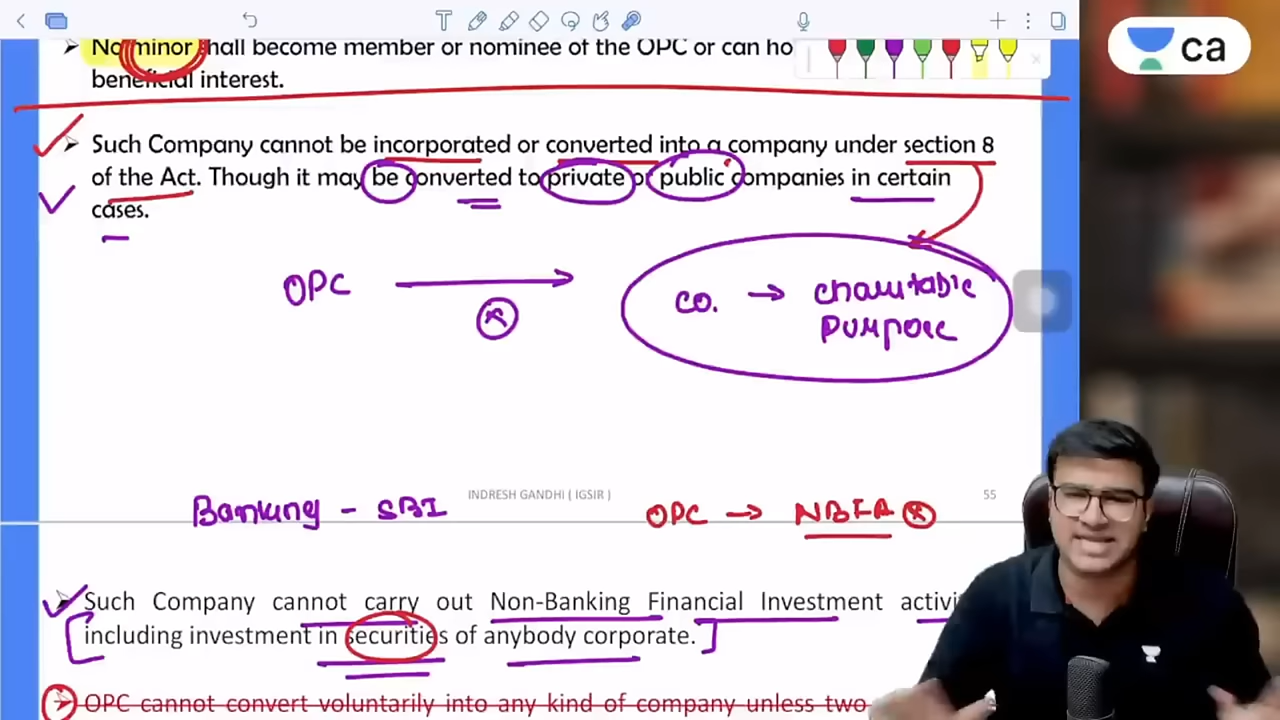 ca
No minor shall become member or nominee of the OPC or can
beneficial interest.
Such Company cannot be incorporated or converted into a company under section 8
of the Act. Though it may be converted to private or public companies in certain
cases.
OPC
CO. → Charitable
Purpose
INDRESH GANDHI ( IGSIR )
55
Banking - SBI
OPC → NBFA
Such Company cannot carry out Non-Banking Financial Investment
including investment in securities of anybody corporate.
OPC cannot convert voluntarily into any kind of company unless two